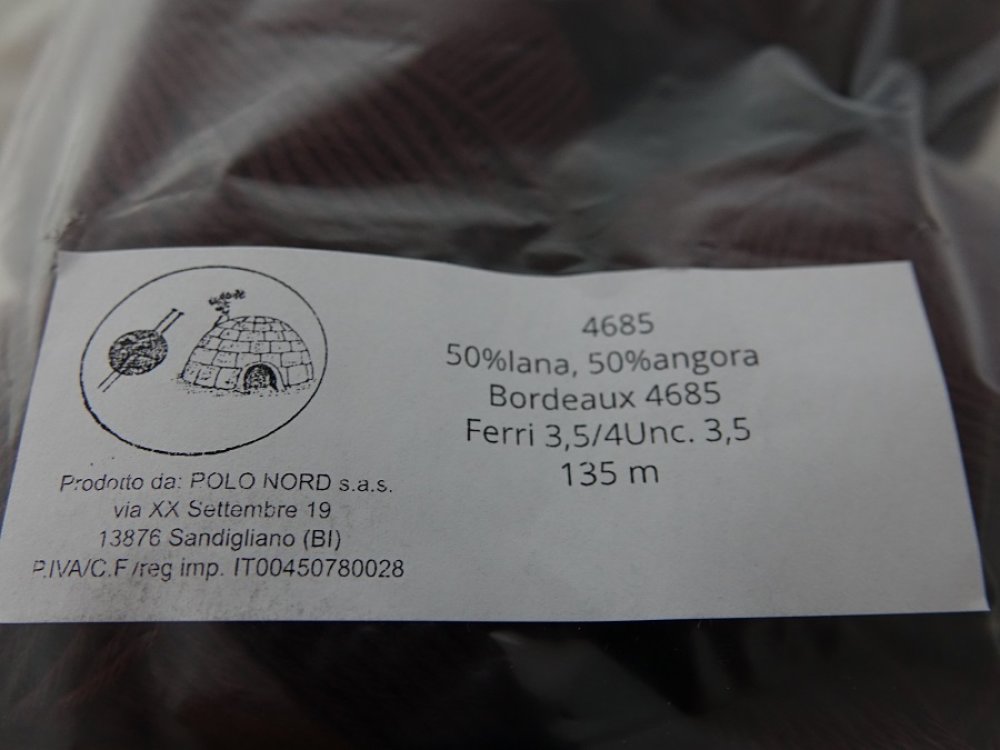 4685
50%lana, 50%angora
Bordeaux 4685
Ferri 3,5/4Unc. 3,5
135 m
Prodotto da: POLO NORD s.a.s.
via XX Settembre 19
13876 Sandigliano (BI)
P.IVA/C.F./reg imp. IT00450780028